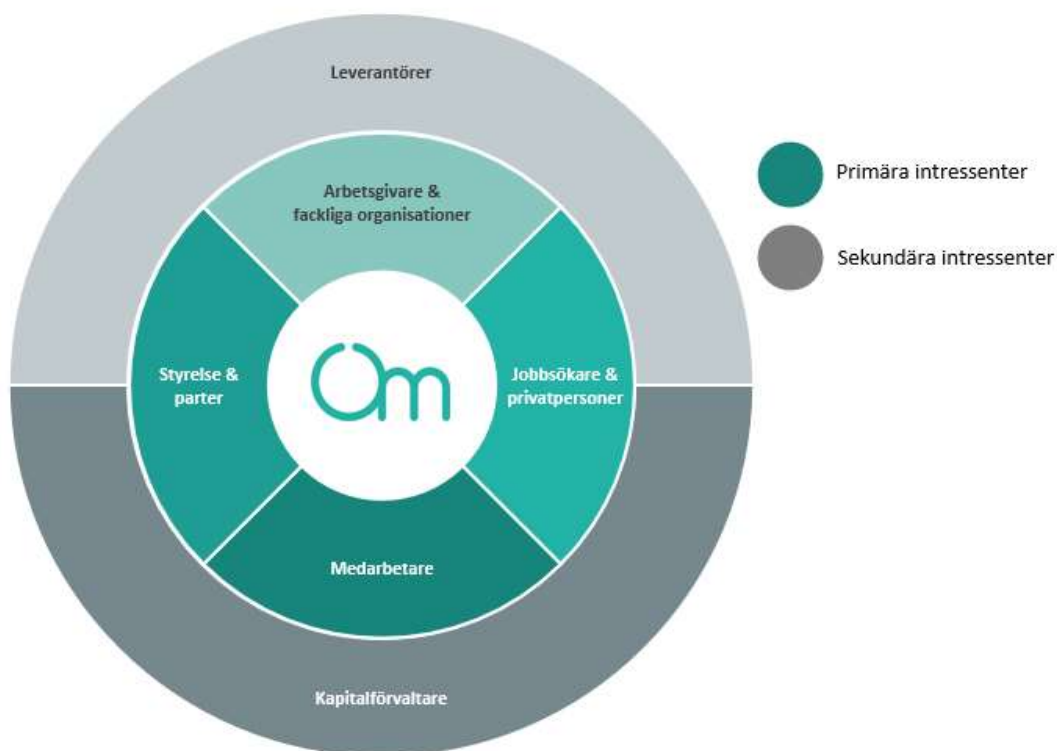 Leverantörer
Arbetsgivare &
fackliga organisationer
Styrelse &
parter
Om
Jobbsökare &
privatpersoner
Medarbetare
Kapitalförvaltare
Primära intressenter
Sekundära intressenter